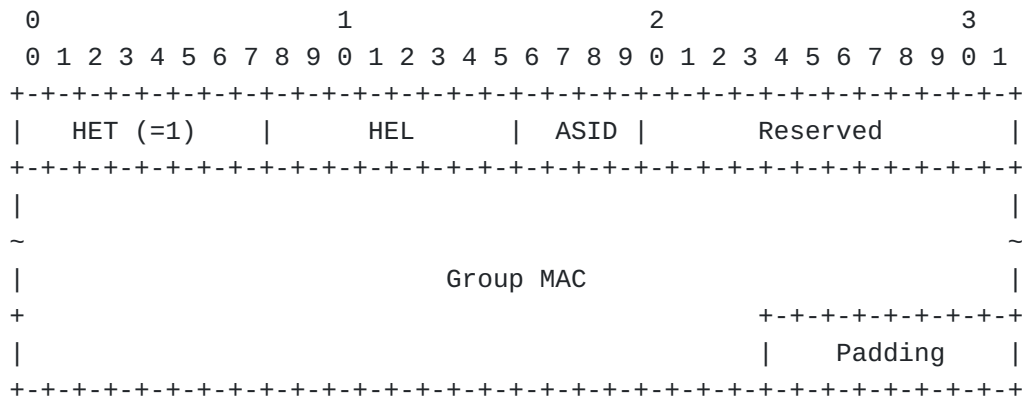 0                   1                   2                   3
 0 1 2 3 4 5 6 7 8 9 0 1 2 3 4 5 6 7 8 9 0 1 2 3 4 5 6 7 8 9 0 1
+-+-+-+-+-+-+-+-+-+-+-+-+-+-+-+-+-+-+-+-+-+-+-+-+-+-+-+-+-+-+-+-+
|   HET (=1)    |      HEL      |  ASID |       Reserved        |
+-+-+-+-+-+-+-+-+-+-+-+-+-+-+-+-+-+-+-+-+-+-+-+-+-+-+-+-+-+-+-+-+
|                                                               |
~                                                               ~
|                           Group MAC                           |
+                                               +-+-+-+-+-+-+-+-+
|                                               |    Padding    |
+-+-+-+-+-+-+-+-+-+-+-+-+-+-+-+-+-+-+-+-+-+-+-+-+-+-+-+-+-+-+-+-+